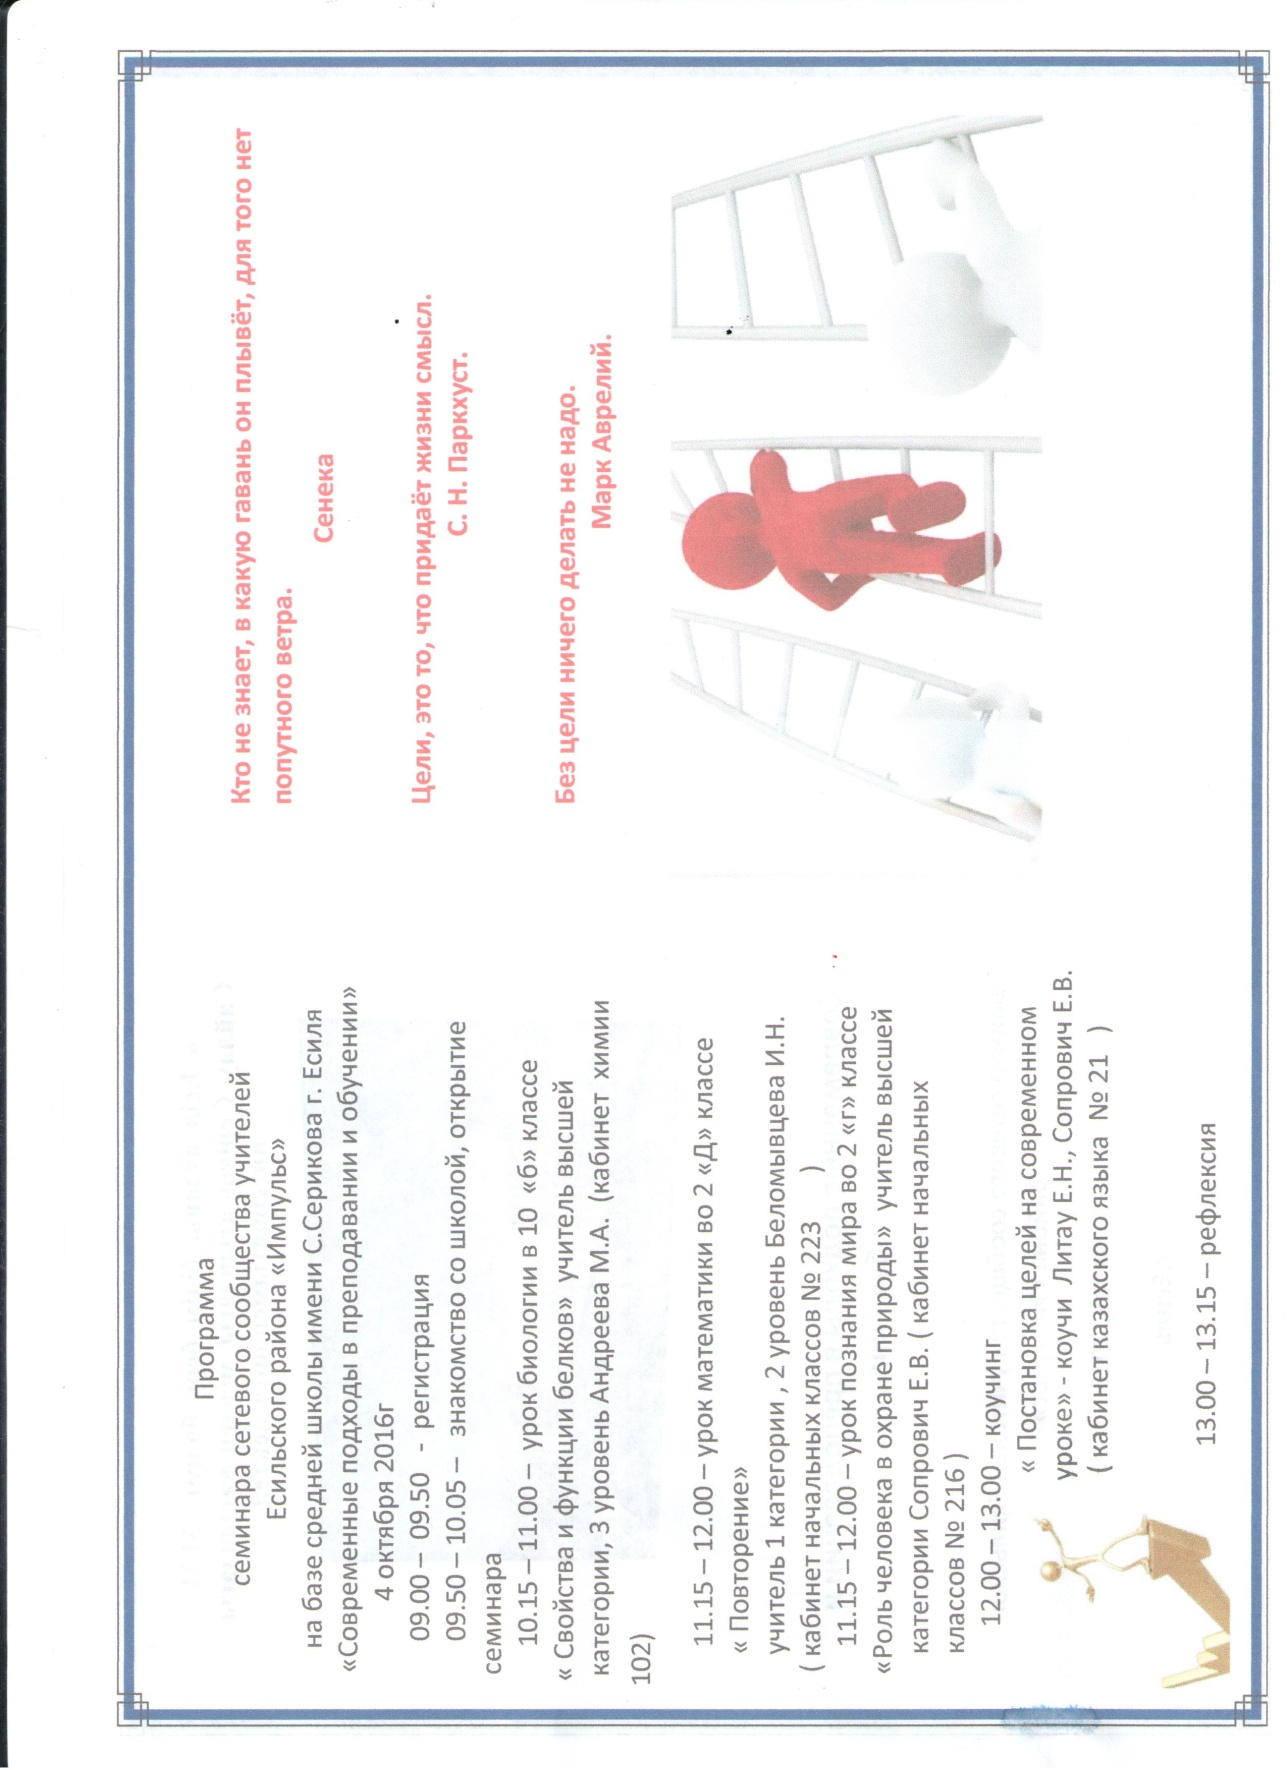 Программа
семинара сетевого сообщества учителей
Есильского района «Импульс»
на базе средней школы имени С.Серикова г. Есиля
«Современные подходы в преподавании и обучении»
4 октября 2016г
09.00 – 09.50 - регистрация
09.50 – 10.05 – знакомство со школой, открытие
семинара
10.15 – 11.00 – урок биологии в 10 «б» классе
« Свойства и функции белков» учитель высшей
категории, 3 уровень Андреева М.А. (кабинет химии
102)
11.15 – 12.00 – урок математики во 2 «Д» классе
« Повторение»
учитель 1 категории , 2 уровень Беломывцева И.Н.
( кабинет начальных классов № 223 )
11.15 – 12.00 – урок познания мира во 2 «г» классе
«Роль человека в охране природы» учитель высшей
категории Сопрович Е.В. ( кабинет начальных
классов № 216 )
12.00 – 13.00 – коучинг
« Постановка целей на современном
уроке» - коучи Литау Е.Н., Сопрович Е.В.
( кабинет казахского языка № 21 )
13.00 – 13.15 – рефлексия
Кто не знает, в какую гавань он плывёт, для того нет
попутного ветра.
Сенека
Цели, это то, что придаёт жизни смысл.
С. Н. Паркхуст.
Без цели ничего делать не надо.
Марк Аврелий.